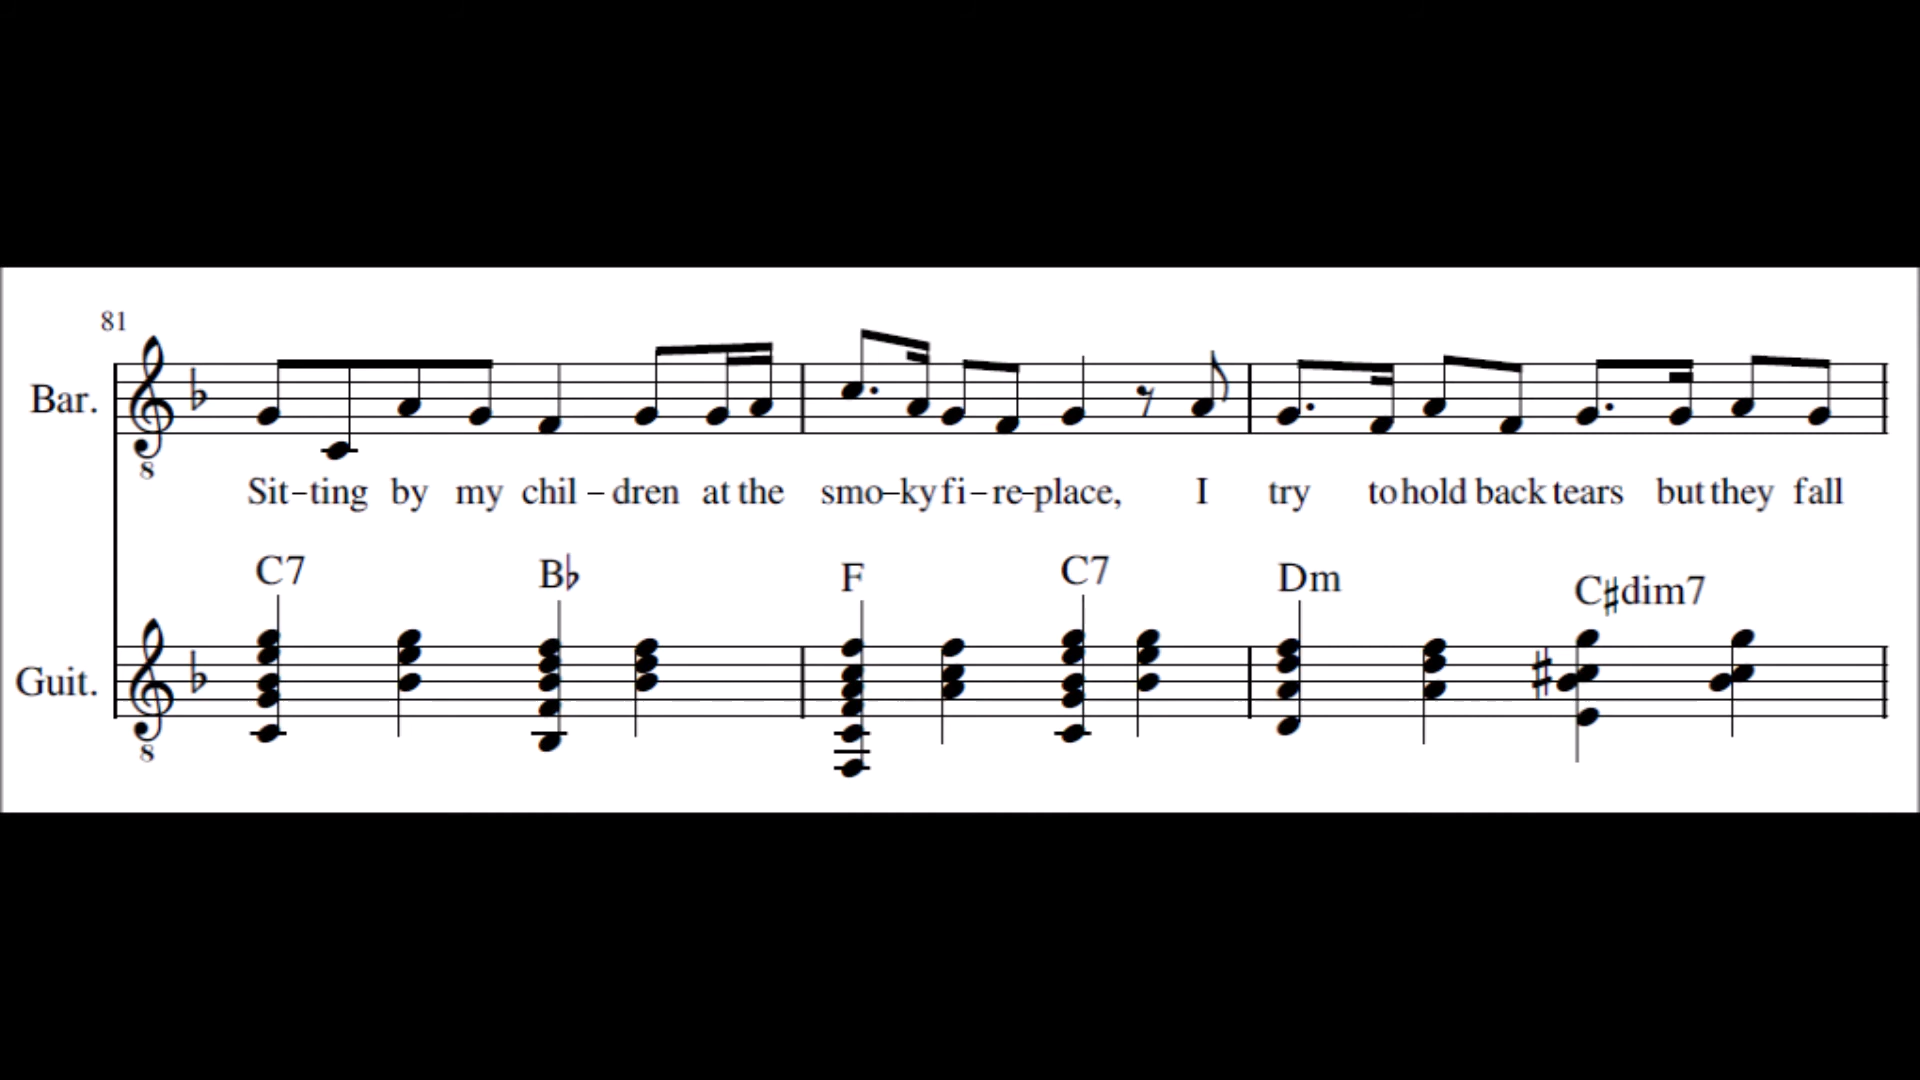 81
Bar.
8
Sit-ting by my chil-dren at the smo-ky fi-re-place, I try to hold back tears but they fall
C7 B♭ F C7 Dm C♯dim7
Guit.
8